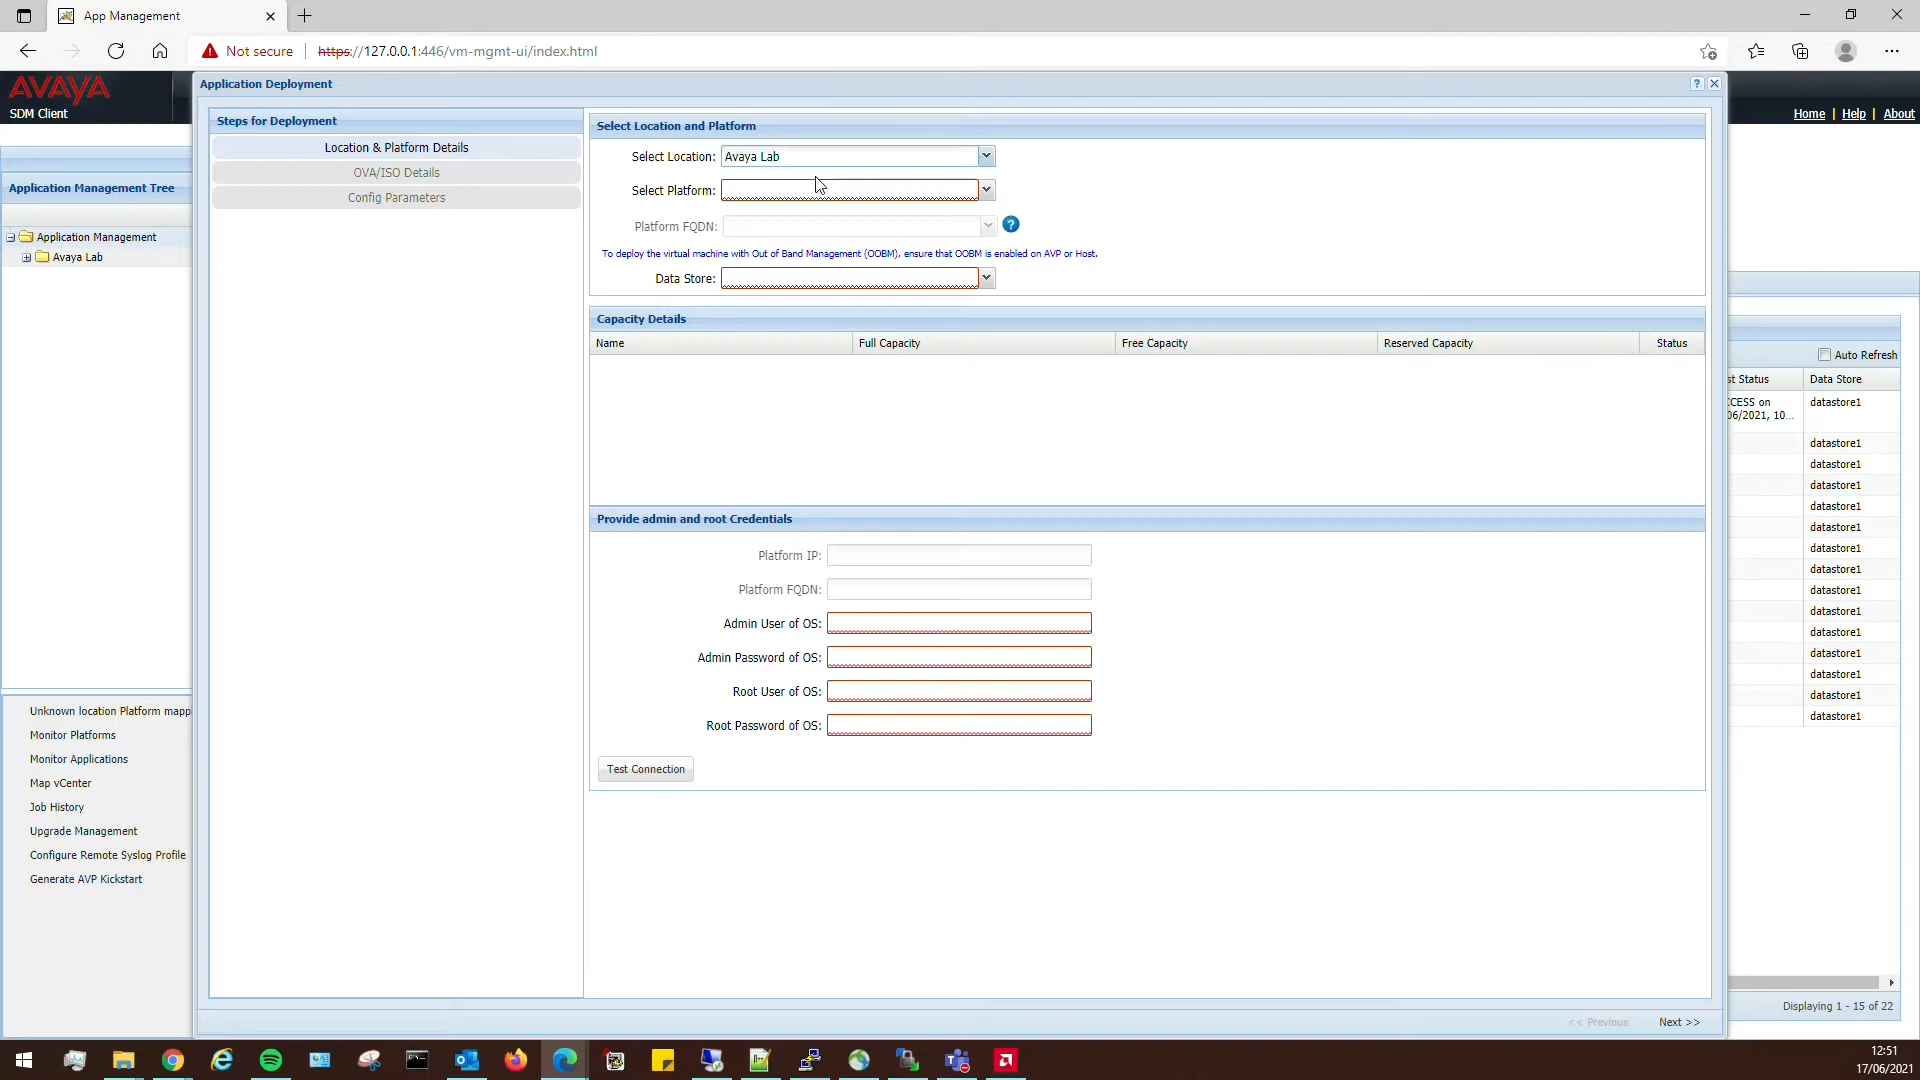 App Management
Not secure
https://127.0.0.1:446/vm-mgmt-ui/index.html
AVAYA
SDM Client
Home | Help | About
Application Deployment
Steps for Deployment
Location & Platform Details
OVA/ISO Details
Config Parameters
Select Location and Platform
Select Location: Avaya Lab
Select Platform:
Platform FQDN:
To deploy the virtual machine with Out of Band Management (OOBM), ensure that OOBM is enabled on AVP or Host.
Data Store:
Capacity Details
Name Full Capacity Free Capacity Reserved Capacity Status
Provide admin and root Credentials
Platform IP:
Platform FQDN:
Admin User of OS:
Admin Password of OS:
Root User of OS:
Root Password of OS:
Test Connection
<< Previous Next >>
Application Management Tree
Application Management
Avaya Lab
Unknown location Platform mapp
Monitor Platforms
Monitor Applications
Map vCenter
Job History
Upgrade Management
Configure Remote Syslog Profile
Generate AVP Kickstart
Auto Refresh
st Status Data Store
CESS on datastore1
06/2021, 10...
datastore1
datastore1
datastore1
datastore1
datastore1
datastore1
datastore1
datastore1
datastore1
datastore1
datastore1
datastore1
datastore1
datastore1
Displaying 1 - 15 of 22
12:51
17/06/2021